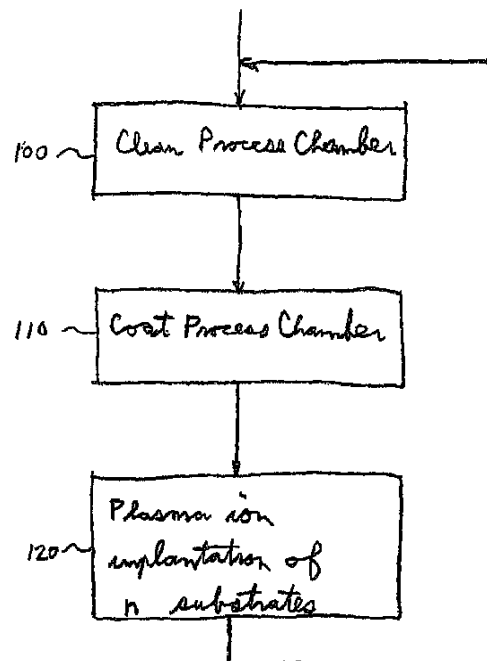 100 Clean Process Chamber
110 Coat Process Chamber
Plasma ion
120 implantation of
n substrates